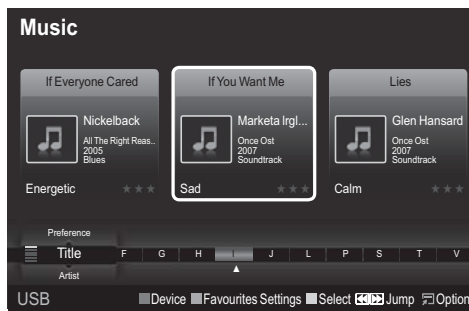 Music
If Everyone Cared
Nickelback
All The Right Reas..
2005
Blues
Energetic
If You Want Me
Marketa Irgl...
Once Ost
2007
Soundtrack
Sad
Lies
Glen Hansard
Once Ost
2007
Soundtrack
Calm
Preference
Title F G H I J L P S T V
Artist
USB Device Favourites Settings Select Jump Option